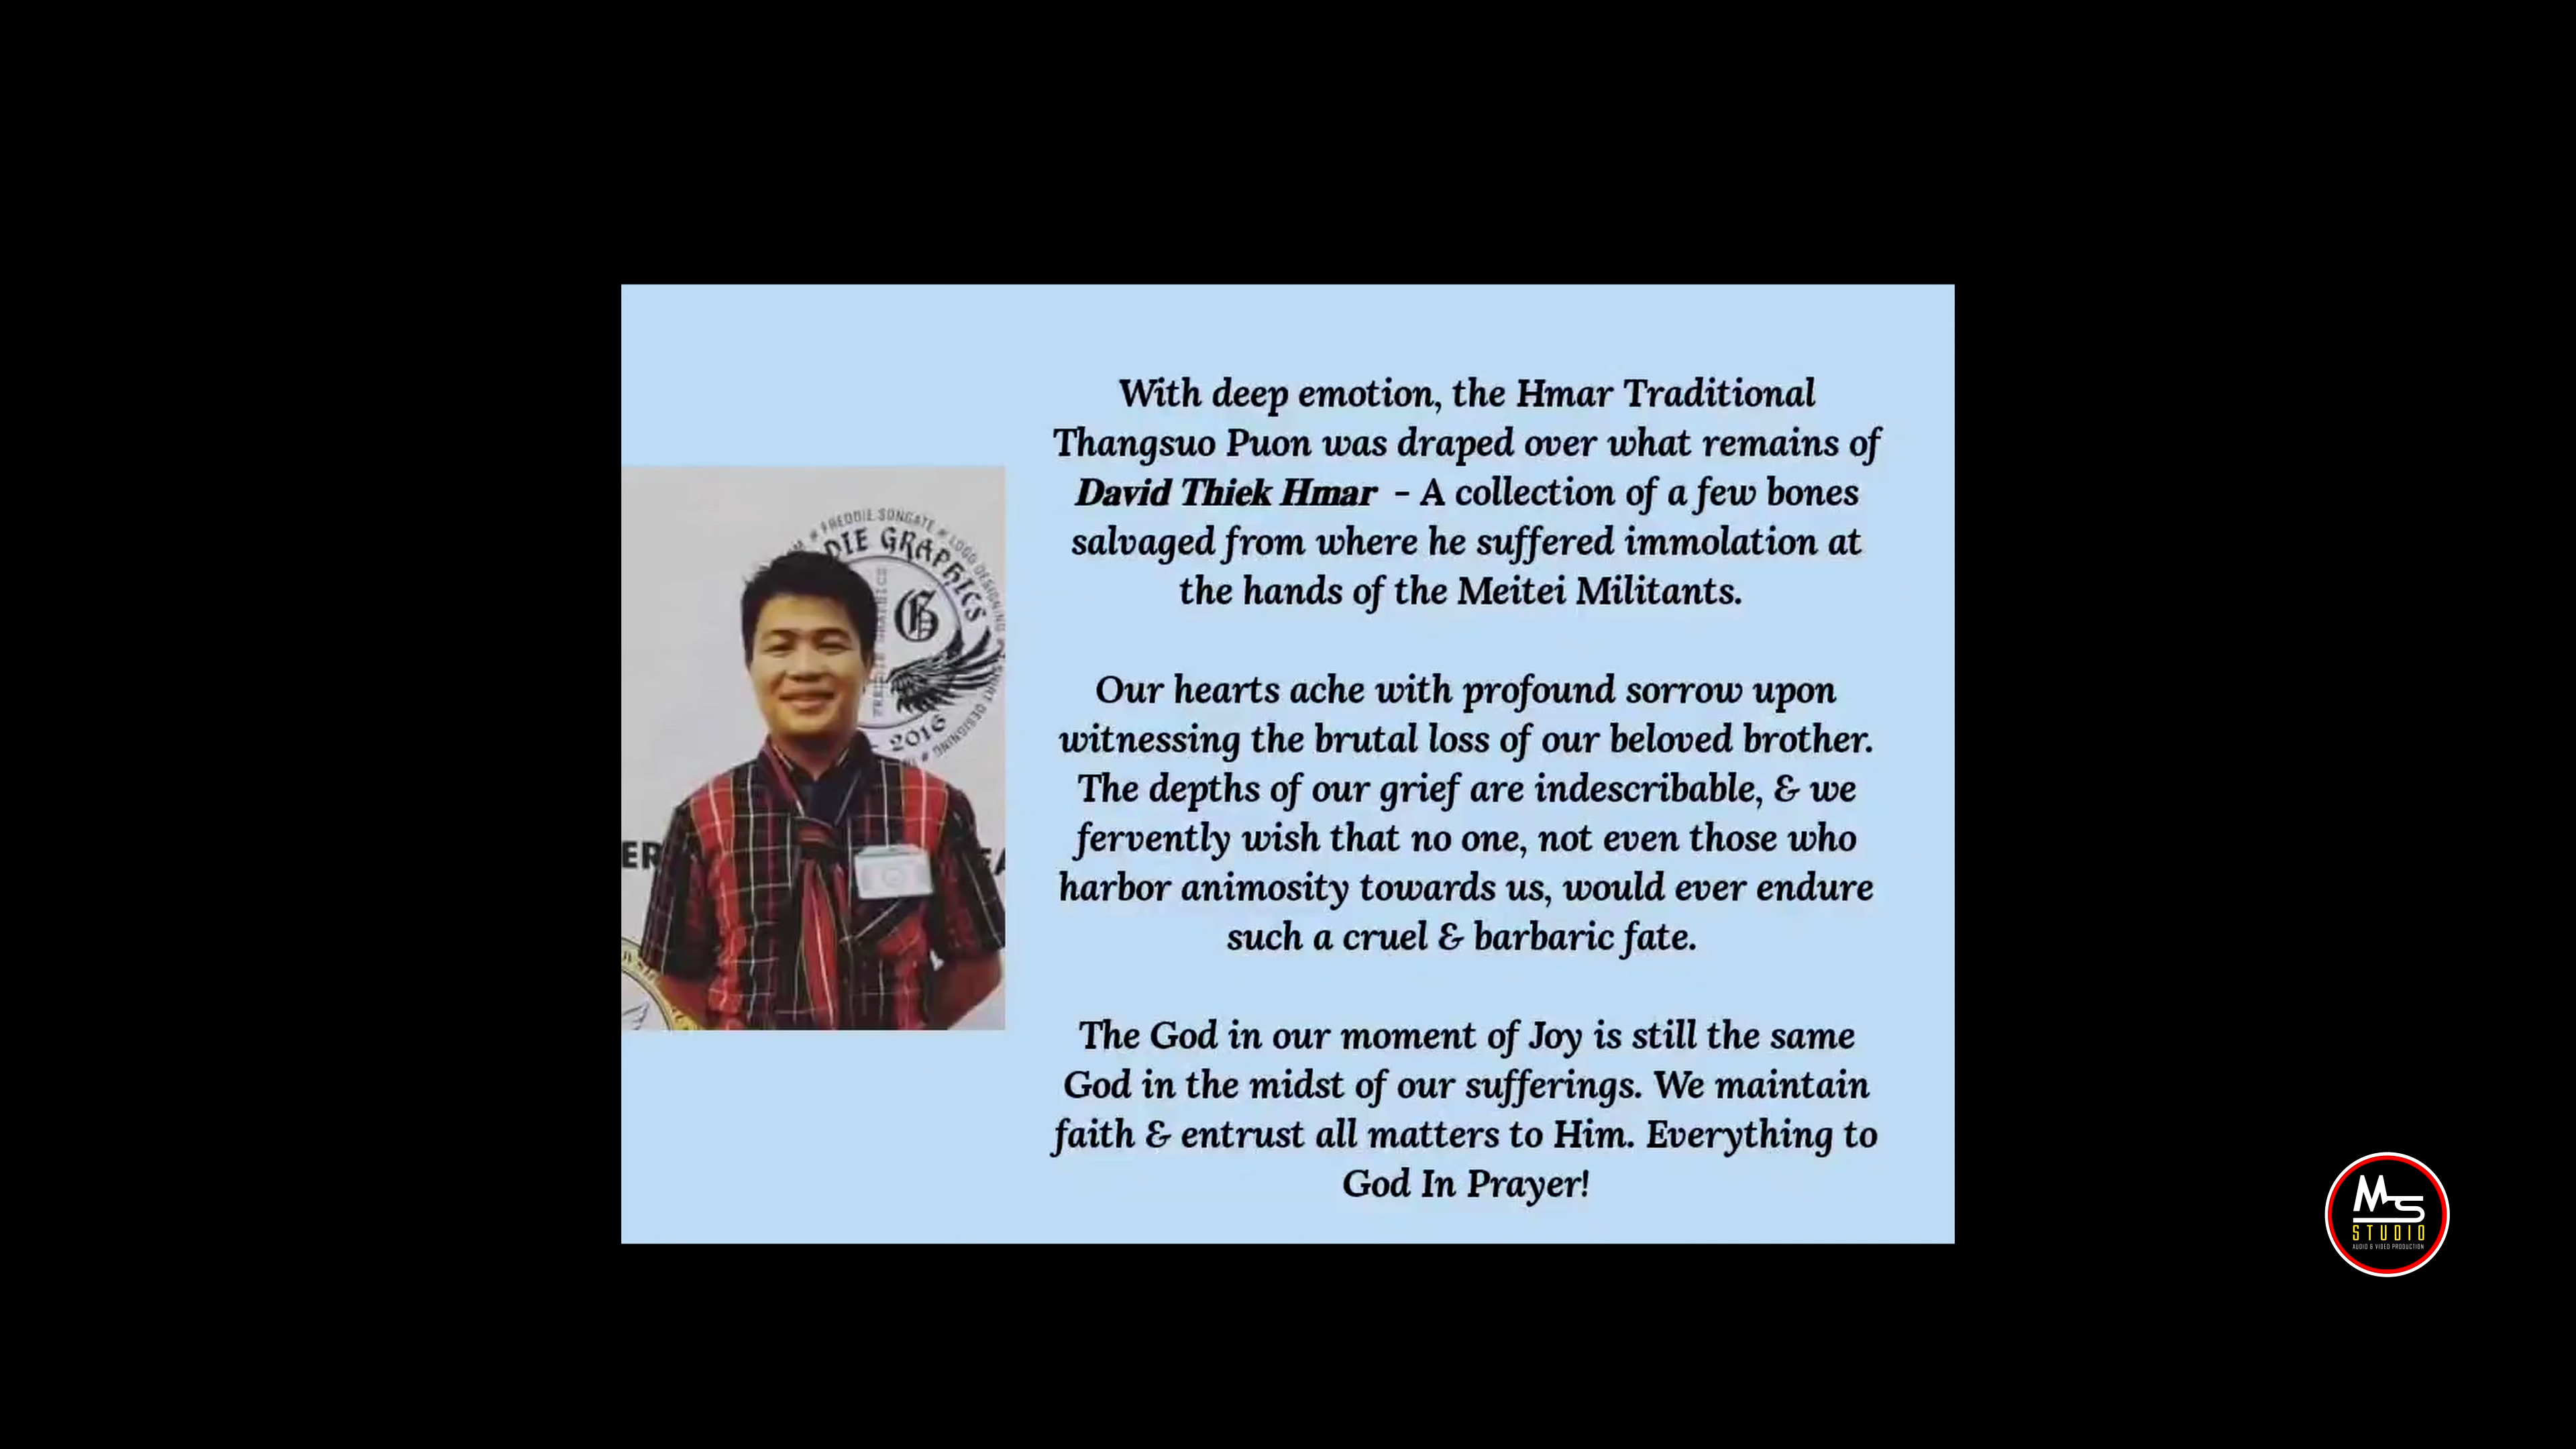 With deep emotion, the Hmar Traditional
Thangsuo Puon was draped over what remains of
David Thiek Hmar - A collection of a few bones
salvaged from where he suffered immolation at
the hands of the Meitei Militants.
Our hearts ache with profound sorrow upon
witnessing the brutal loss of our beloved brother.
The depths of our grief are indescribable, & we
fervently wish that no one, not even those who
harbor animosity towards us, would ever endure
such a cruel & barbaric fate.
The God in our moment of Joy is still the same
God in the midst of our sufferings. We maintain
faith & entrust all matters to Him. Everything to
God In Prayer!
# FREDDIE SONGATE # LOGO DESIGNING #
DIE GRAPHICS
G
2016
ER
MS
STUDIO
AUDIO & VIDEO PRODUCTION